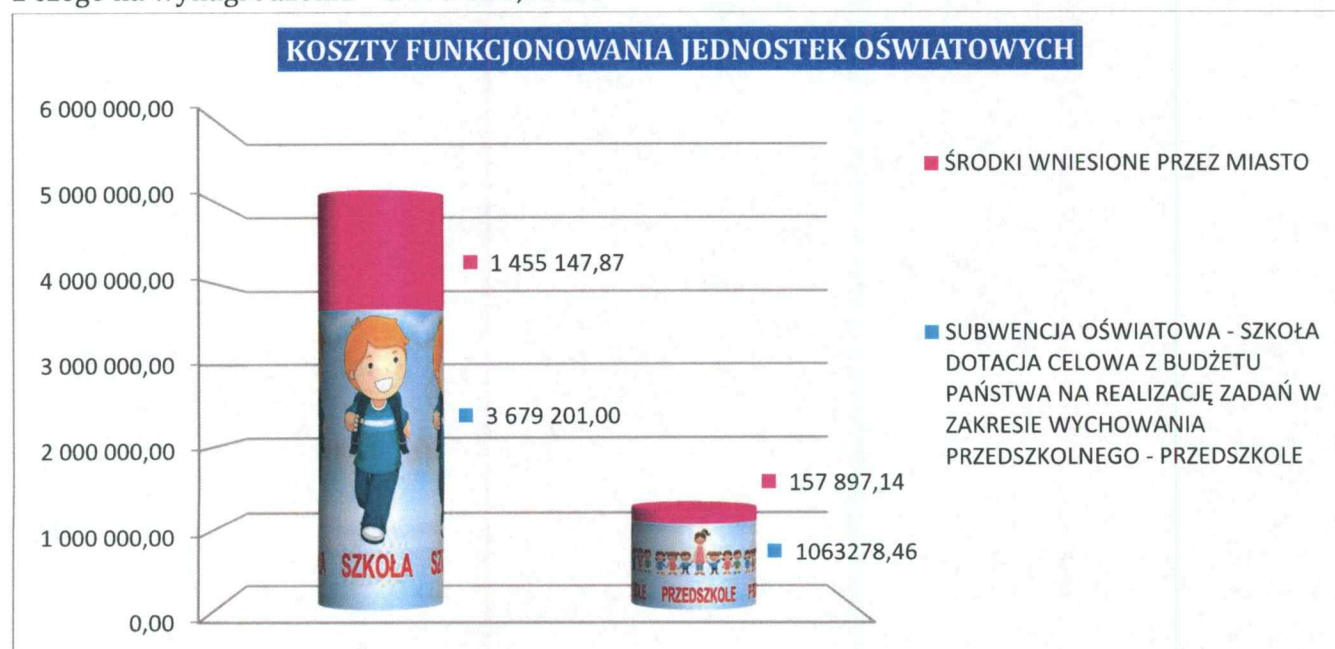 KOSZTY FUNKCJONOWANIA JEDNOSTEK OŚWIATOWYCH
6 000 000,00
5 000 000,00
4 000 000,00
3 000 000,00
2 000 000,00
1 000 000,00
0,00
1 455 147,87
3 679 201,00
SZKOŁA
157 897,14
1063278,46
PRZEDSZKOLE
ŚRODKI WNIESIONE PRZEZ MIASTO
SUBWENCJA OŚWIATOWA - SZKOŁA
DOTACJA CELOWA Z BUDŻETU
PAŃSTWA NA REALIZACJĘ ZADAŃ W
ZAKRESIE WYCHOWANIA
PRZEDSZKOLNEGO - PRZEDSZKOLE